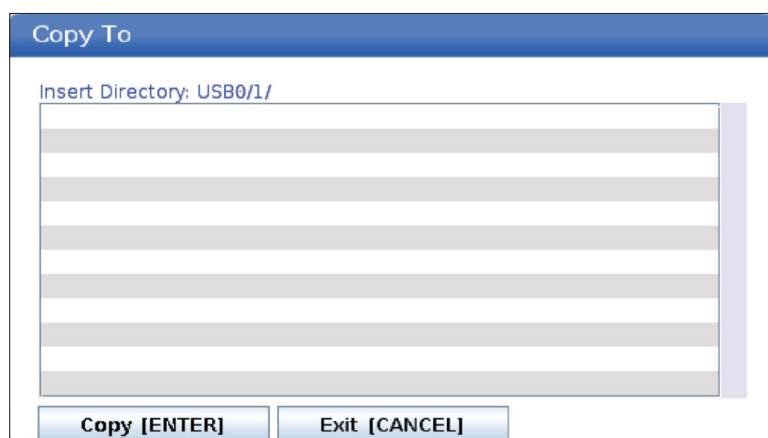 Copy To
Insert Directory: USB0/1/
Copy [ENTER] Exit [CANCEL]